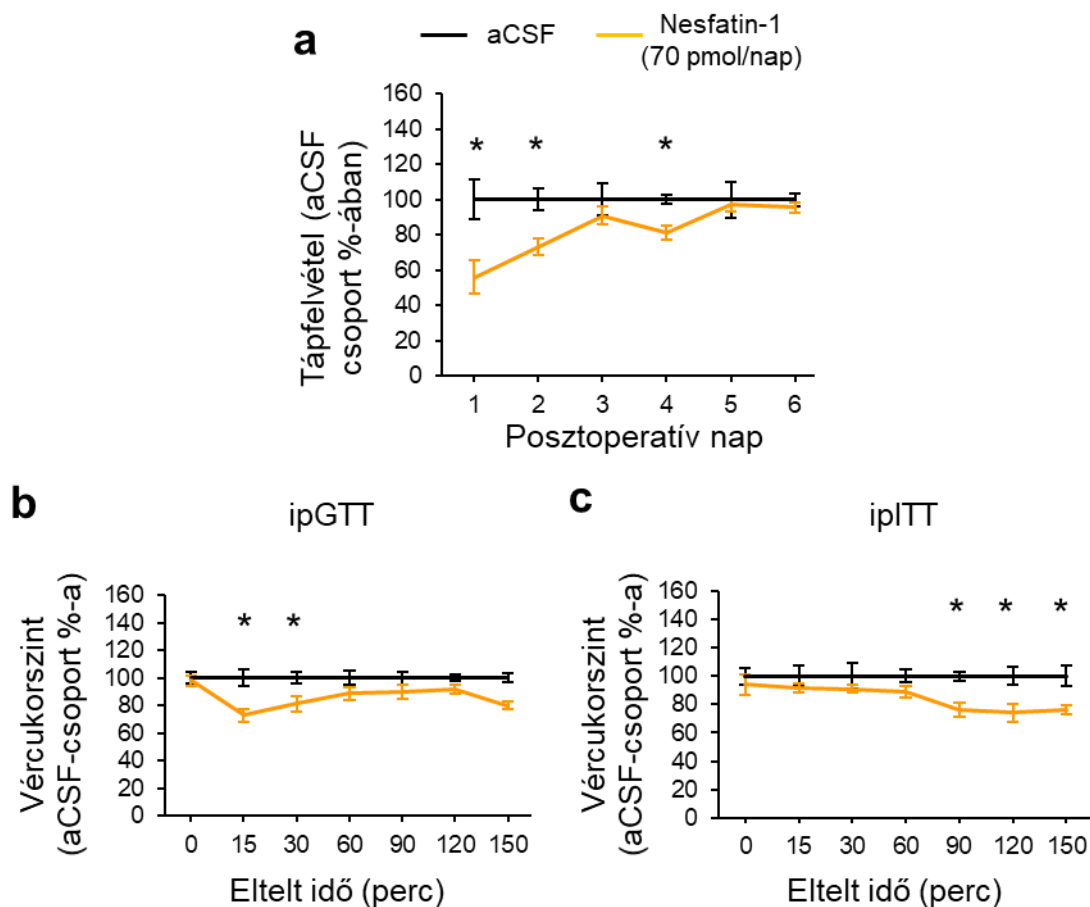 a
aCSF
Nesfatin-1
(70 pmol/nap)
Tápfelvétel (aCSF
csoport %-ában)
160
140
120
100
80
60
40
20
0
* * *
1 2 3 4 5 6
Posztoperatív nap
b
ipGTT
Vércukorszint
(aCSF-csoport %-a)
160
140
120
100
80
60
40
20
0
* *
0 15 30 60 90 120 150
Eltelt idő (perc)
c
ipITT
Vércukorszint
(aCSF-csoport %-a)
160
140
120
100
80
60
40
20
0
* * *
0 15 30 60 90 120 150
Eltelt idő (perc)